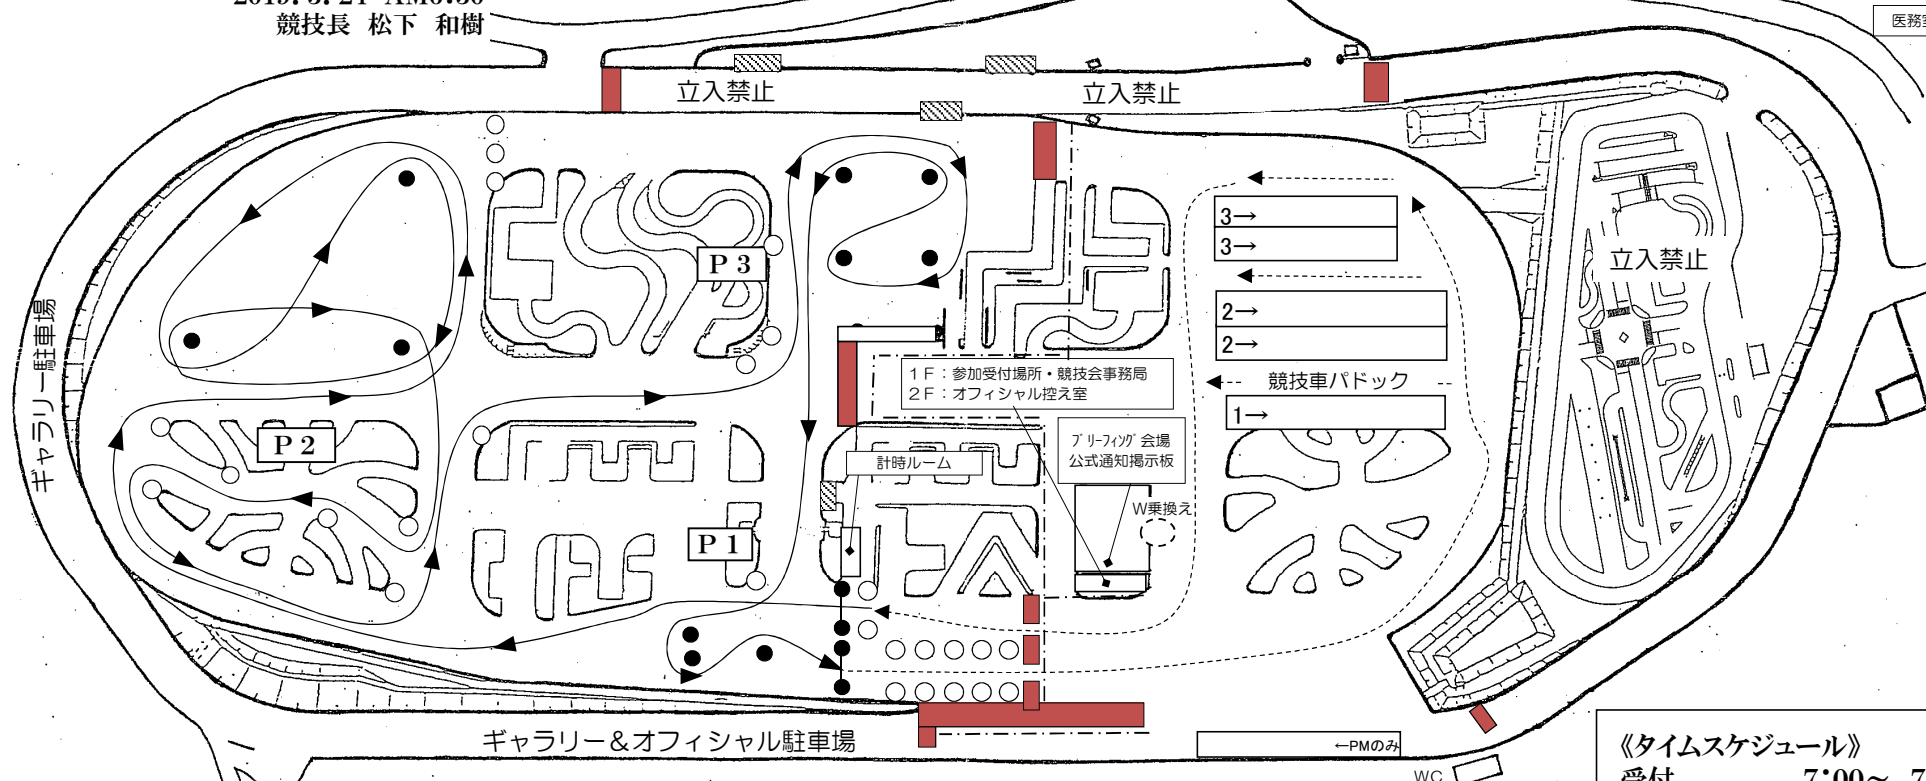 競技長 松下 和樹
医務室
立入禁止
立入禁止
立入禁止
P 3
3→
3→
2→
2→
競技車パドック
1→
ギャラリー駐車場
P 2
1F：参加受付場所・競技会事務局
2F：オフィシャル控え室
ブリーフィング会場
公式通知掲示板
計時ルーム
W乗換え
P 1
ギャラリー＆オフィシャル駐車場
←PMのみ
WC
《タイムスケジュール》
受付 7:00～ 7